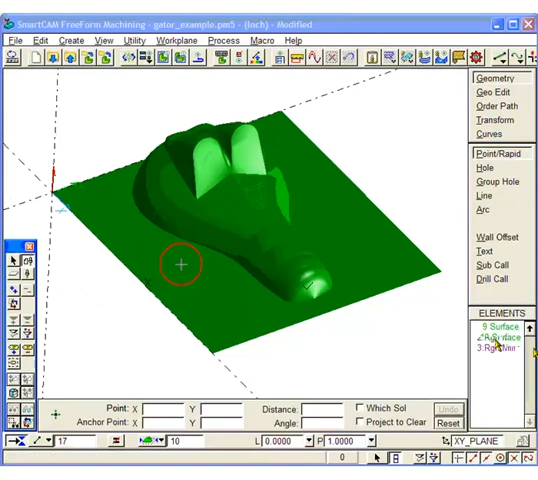 SmartCAM FreeForm Machining - gator_example.pm5 - (Inch) - Modified
File Edit Create View Utility Workplane Process Macro Help
Geometry
Geo Edit
Order Path
Transform
Curves
Point/Rapid
Hole
Group Hole
Line
Arc
Wall Offset
Text
Sub Call
Drill Call
ELEMENTS
9 Surface
Surface
Point: X Y Distance: Which Sol Undo
Anchor Point: X Y Angle: Project to Clear Reset
17 10 L 0.0000 P 1.0000 XY_PLANE
0